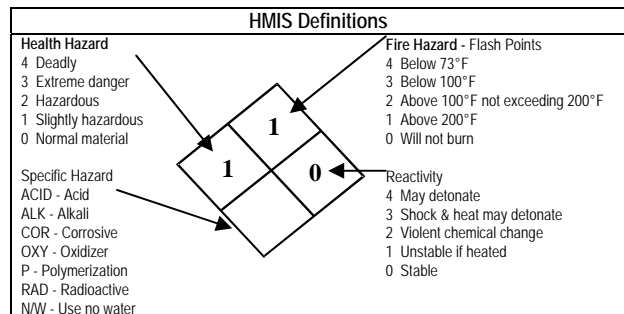 HMIS Definitions
Health Hazard
4 Deadly
3 Extreme danger
2 Hazardous
1 Slightly hazardous
0 Normal material
Fire Hazard - Flash Points
4 Below 73°F
3 Below 100°F
2 Above 100°F not exceeding 200°F
1 Above 200°F
0 Will not burn
1
1
0
Specific Hazard
ACID - Acid
ALK - Alkali
COR - Corrosive
OXY - Oxidizer
P - Polymerization
RAD - Radioactive
N/W - Use no water
Reactivity
4 May detonate
3 Shock & heat may detonate
2 Violent chemical change
1 Unstable if heated
0 Stable